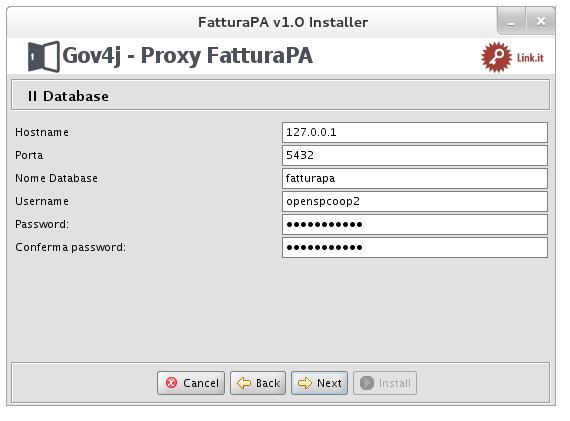 FatturaPA v1.0 Installer
Gov4j - Proxy FatturaPA
Link.it
Il Database
Hostname 127.0.0.1
Porta 5432
Nome Database fatturapa
Username openspcoop2
Password: ●●●●●●●●●●●
Conferma password: ●●●●●●●●●●●
Cancel Back Next Install